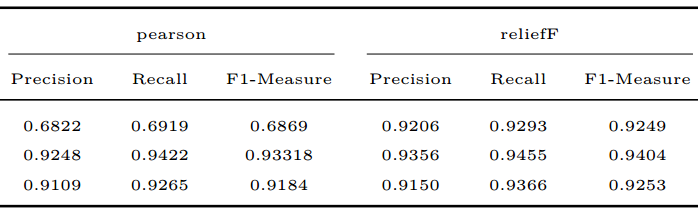 pearson reliefF
Precision Recall F1-Measure Precision Recall F1-Measure
0.6822 0.6919 0.6869 0.9206 0.9293 0.9249
0.9248 0.9422 0.93318 0.9356 0.9455 0.9404
0.9109 0.9265 0.9184 0.9150 0.9366 0.9253